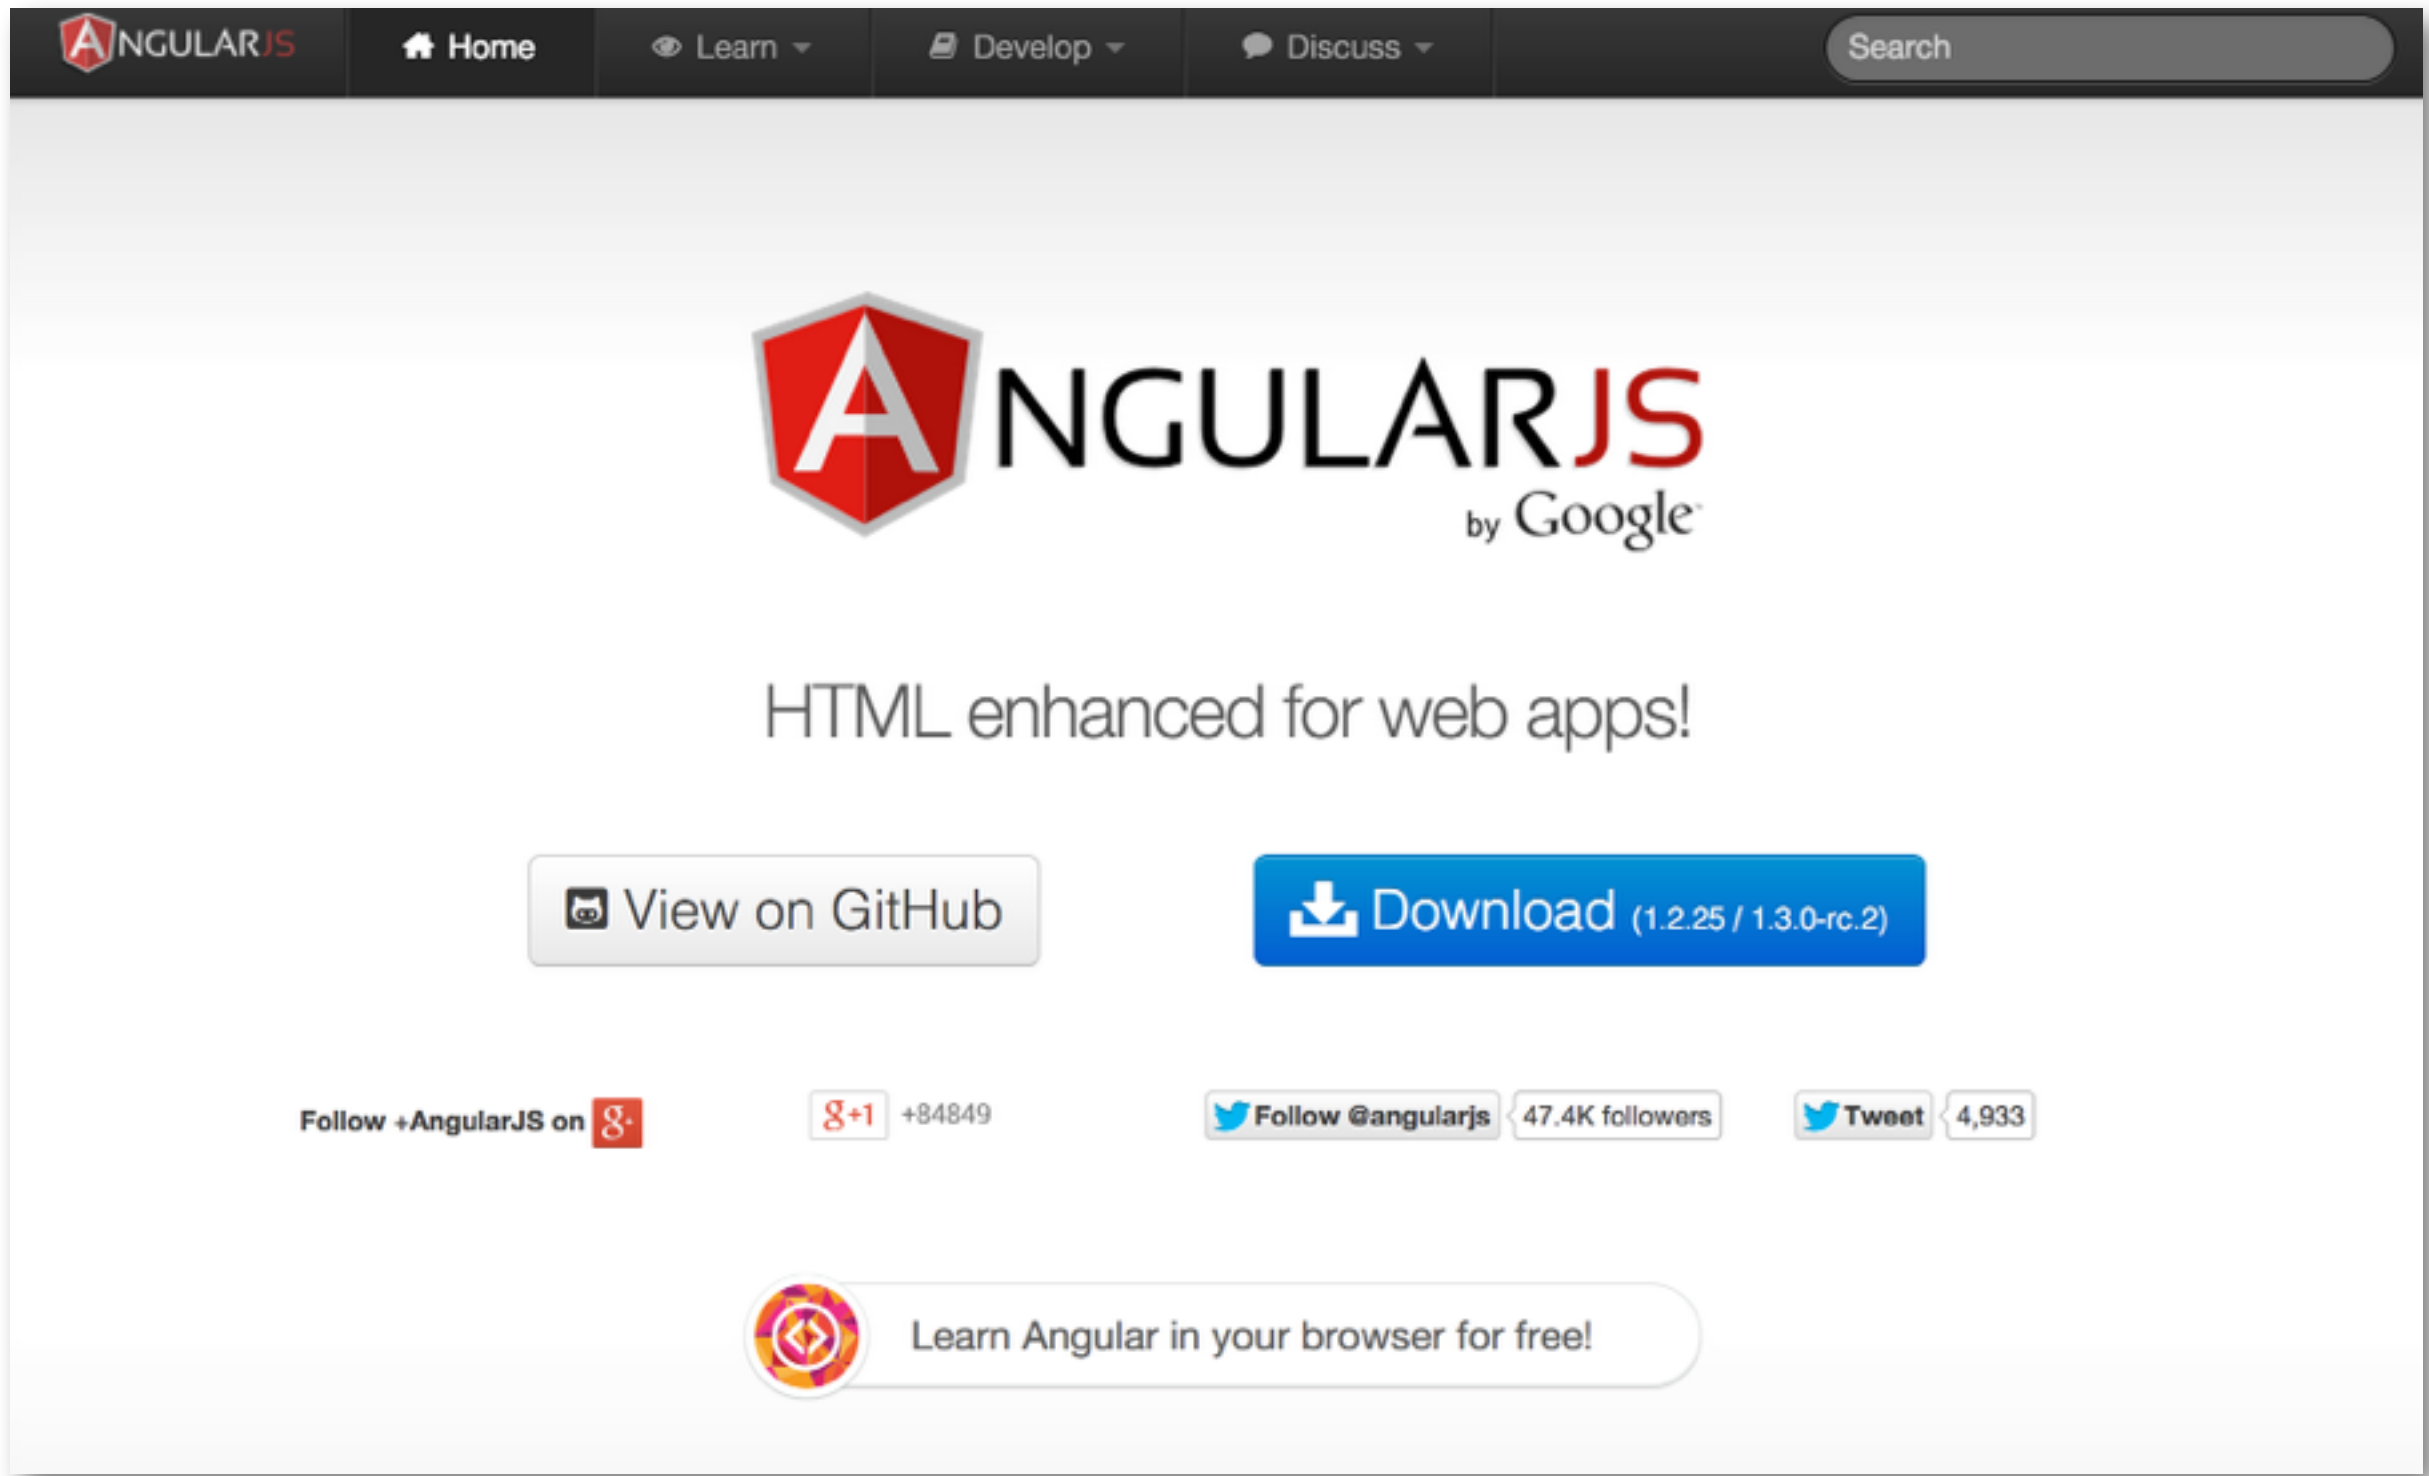 ANGULARJS Home Learn Develop Discuss Search
ANGULARJS
by Google
HTML enhanced for web apps!
View on GitHub Download (1.2.25 / 1.3.0-rc.2)
Follow +AngularJS on g+ g+1 +84849 Follow @angularjs 47.4K followers Tweet 4,933
Learn Angular in your browser for free!